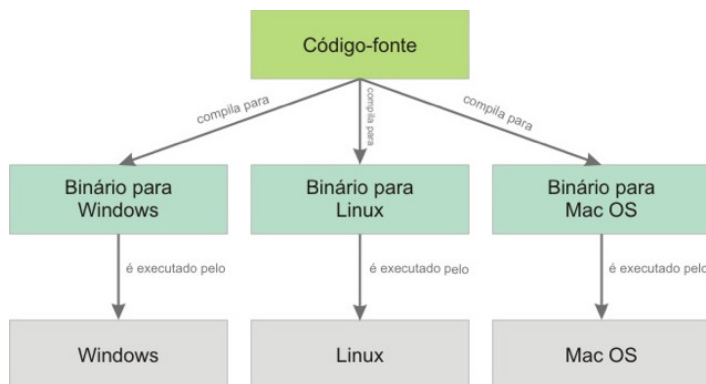 Código-fonte
compila para
compila para
compila para
Binário para
Windows
Binário para
Linux
Binário para
Mac OS
é executado pelo
é executado pelo
é executado pelo
Windows
Linux
Mac OS